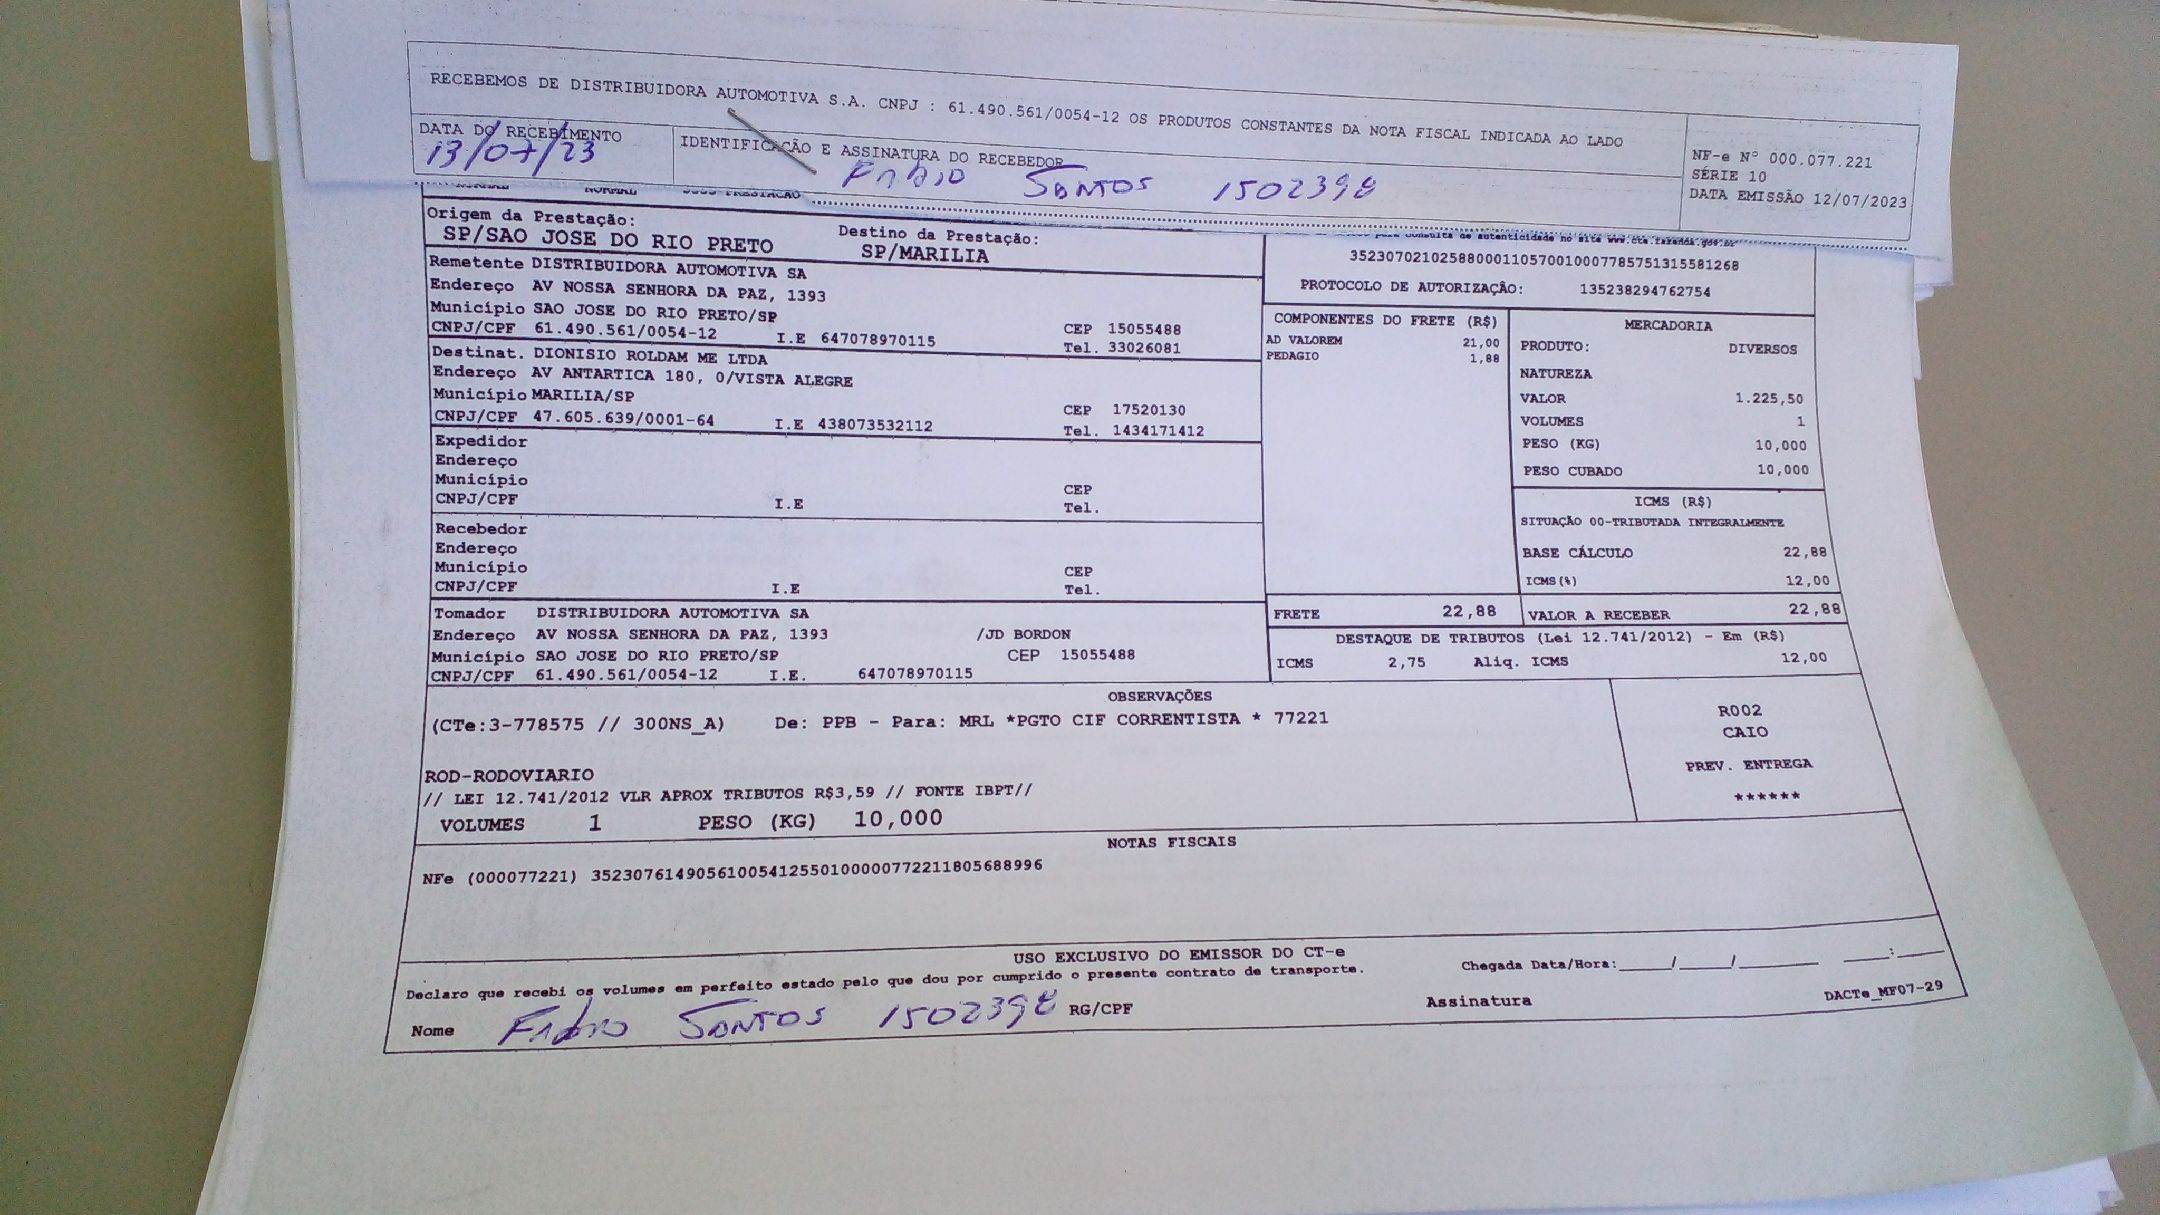 RECEBEMOS DE DISTRIBUIDORA AUTOMOTIVA S.A. CNPJ : 61.490.561/0054-12 OS PRODUTOS CONSTANTES DA NOTA FISCAL INDICADA AO LADO
DATA DO RECEBIMENTO
13/07/23
IDENTIFICAÇÃO E ASSINATURA DO RECEBEDOR
FABIO SANTOS 1502398
NF-e N° 000.077.221
SÉRIE 10
DATA EMISSÃO 12/07/2023
Origem da Prestação:
SP/SAO JOSE DO RIO PRETO
Destino da Prestação:
SP/MARILIA
consulta de autenticidade no site www.cte.fazenda.gov.br
35230702102588000110570010007785751315581268
PROTOCOLO DE AUTORIZAÇÃO: 135238294762754
Remetente DISTRIBUIDORA AUTOMOTIVA SA
Endereço AV NOSSA SENHORA DA PAZ, 1393
Município SAO JOSE DO RIO PRETO/SP
CNPJ/CPF 61.490.561/0054-12 I.E 647078970115
CEP 15055488
Tel. 33026081
Destinat. DIONISIO ROLDAM ME LTDA
Endereço AV ANTARTICA 180, 0/VISTA ALEGRE
Município MARILIA/SP
CNPJ/CPF 47.605.639/0001-64 I.E 438073532112
CEP 17520130
Tel. 1434171412
Expedidor
Endereço
Município
CNPJ/CPF I.E
CEP
Tel.
Recebedor
Endereço
Município
CNPJ/CPF I.E
CEP
Tel.
Tomador DISTRIBUIDORA AUTOMOTIVA SA
Endereço AV NOSSA SENHORA DA PAZ, 1393 /JD BORDON
Município SAO JOSE DO RIO PRETO/SP CEP 15055488
CNPJ/CPF 61.490.561/0054-12 I.E. 647078970115
COMPONENTES DO FRETE (R$)
AD VALOREM 21,00
PEDAGIO 1,88
MERCADORIA
PRODUTO: DIVERSOS
NATUREZA
VALOR 1.225,50
VOLUMES 1
PESO (KG) 10,000
PESO CUBADO 10,000
ICMS (R$)
SITUAÇÃO 00-TRIBUTADA INTEGRALMENTE
BASE CÁLCULO 22,88
ICMS(%) 12,00
FRETE 22,88
VALOR A RECEBER 22,88
DESTAQUE DE TRIBUTOS (Lei 12.741/2012) - Em (R$)
ICMS 2,75 Aliq. ICMS 12,00
OBSERVAÇÕES
(CTe:3-778575 // 300NS_A) De: PPB - Para: MRL *PGTO CIF CORRENTISTA * 77221
ROD-RODOVIARIO
// LEI 12.741/2012 VLR APROX TRIBUTOS R$3,59 // FONTE IBPT//
VOLUMES 1 PESO (KG) 10,000
R002
CAIO
PREV. ENTREGA
******
NOTAS FISCAIS
NFe (000077221) 35230761490561005412550100000772211805688996
USO EXCLUSIVO DO EMISSOR DO CT-e
Declaro que recebi os volumes em perfeito estado pelo que dou por cumprido o presente contrato de transporte.
Chegada Data/Hora:____/____/______ ____:____
Nome FABIO SANTOS 1502398 RG/CPF
Assinatura
DACTe_MF07-29